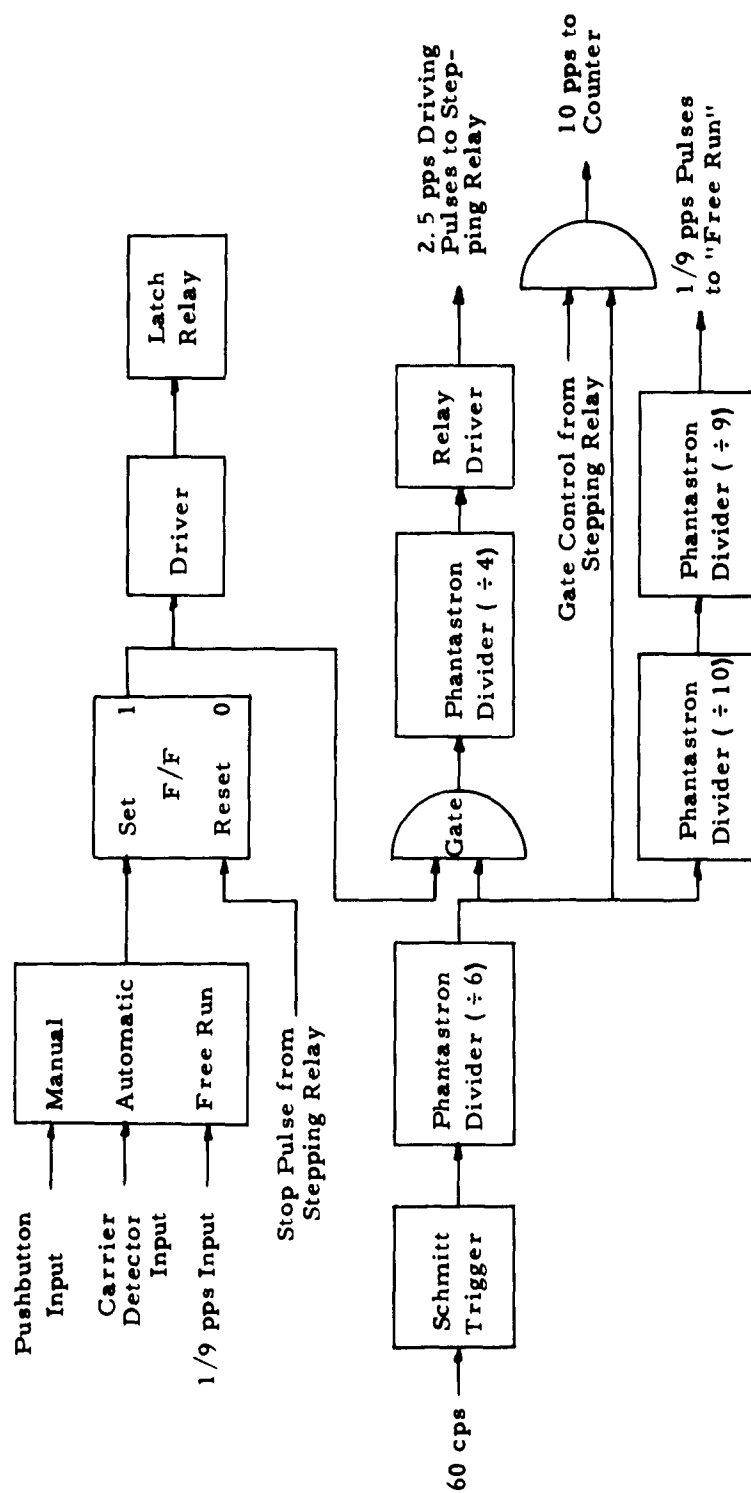 Pushbutton
Input
Carrier
Detector
Input
1/9 pps Input
Manual
Automatic
Free Run
Stop Pulse from
Stepping Relay
Set
1
F/F
Reset
0
Driver
Latch
Relay
60 cps
Schmitt
Trigger
Phantastron
Divider (÷6)
Gate
Phantastron
Divider (÷4)
Relay
Driver
2.5 pps Driving
Pulses to Step-
ping Relay
Gate Control from
Stepping Relay
10 pps to
Counter
Phantastron
Divider (÷10)
Phantastron
Divider (÷9)
1/9 pps Pulses
to "Free Run"